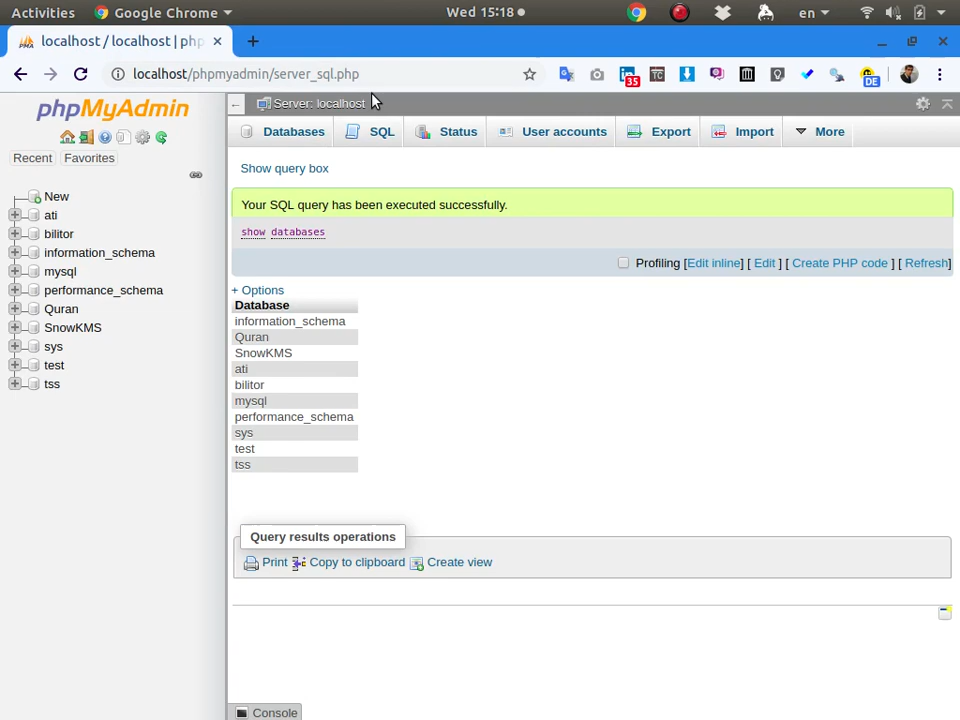 Activities Google Chrome Wed 15:18 en
localhost / localhost | php
localhost/phpmyadmin/server_sql.php 35 TC DE
phpMyAdmin
Recent Favorites
New
ati
bilitor
information_schema
mysql
performance_schema
Quran
SnowKMS
sys
test
tss
Server: localhost
Databases SQL Status User accounts Export Import More
Show query box
Your SQL query has been executed successfully.
show databases
Profiling [Edit inline] [ Edit ] [ Create PHP code ] [ Refresh]
+ Options
Database
information_schema
Quran
SnowKMS
ati
bilitor
mysql
performance_schema
sys
test
tss
Query results operations
Print Copy to clipboard Create view
Console